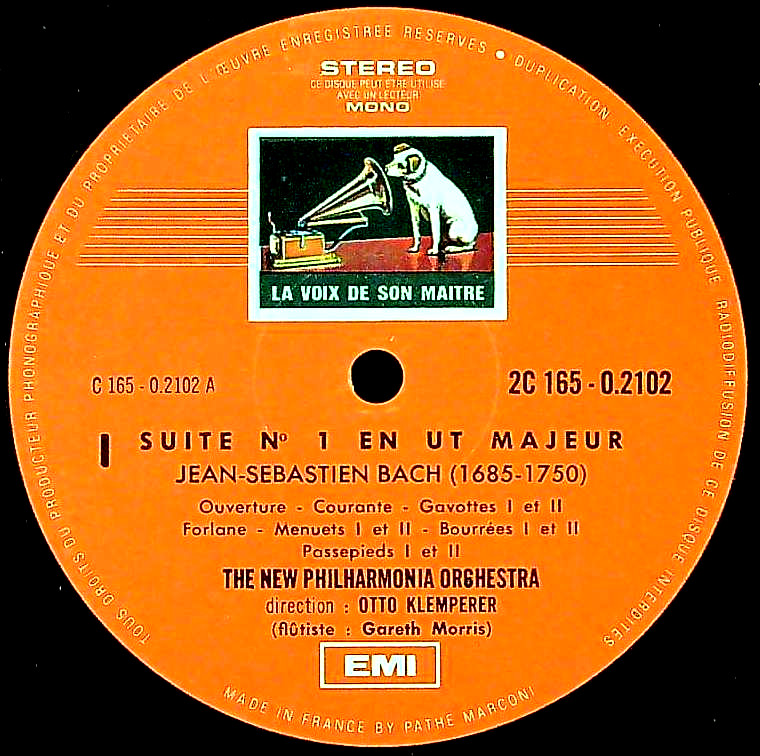 TOUS DROITS DU PRODUCTEUR PHONOGRAPHIQUE ET DU PROPRIETAIRE DE L'ŒUVRE ENREGISTREE RESERVES • DUPLICATION, EXECUTION PUBLIQUE RADIODIFFUSION DE CE DISQUE INTERDITES
STEREO
CE DISQUE PEUT ETRE UTILISE
AVEC UN LECTEUR
MONO
LA VOIX DE SON MAITRE
C 165 - 0.2102 A
2C 165 - 0.2102
I SUITE Nº 1 EN UT MAJEUR
JEAN-SEBASTIEN BACH (1685-1750)
Ouverture - Courante - Gavottes I et II
Forlane - Menuets I et II - Bourrées I et II
Passepieds I et II
THE NEW PHILHARMONIA ORCHESTRA
direction : OTTO KLEMPERER
(flûtiste : Gareth Morris)
EMI
MADE IN FRANCE BY PATHE MARCONI